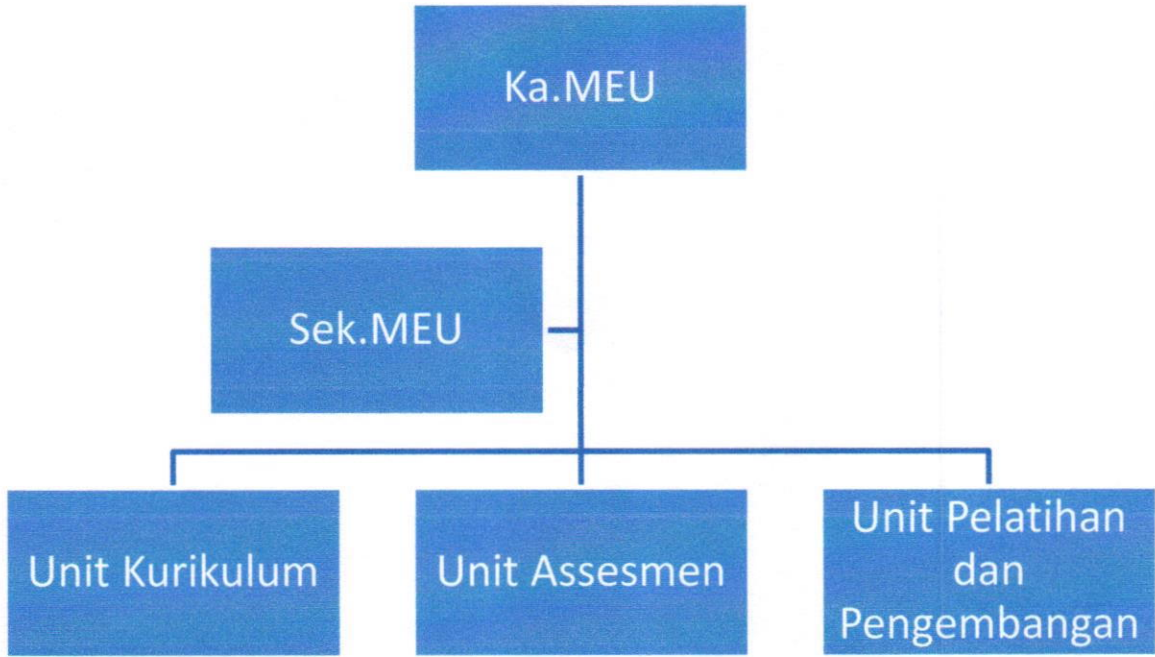 Ka.MEU
Sek.MEU
Unit Kurikulum
Unit Assesmen
Unit Pelatihan
dan
Pengembangan